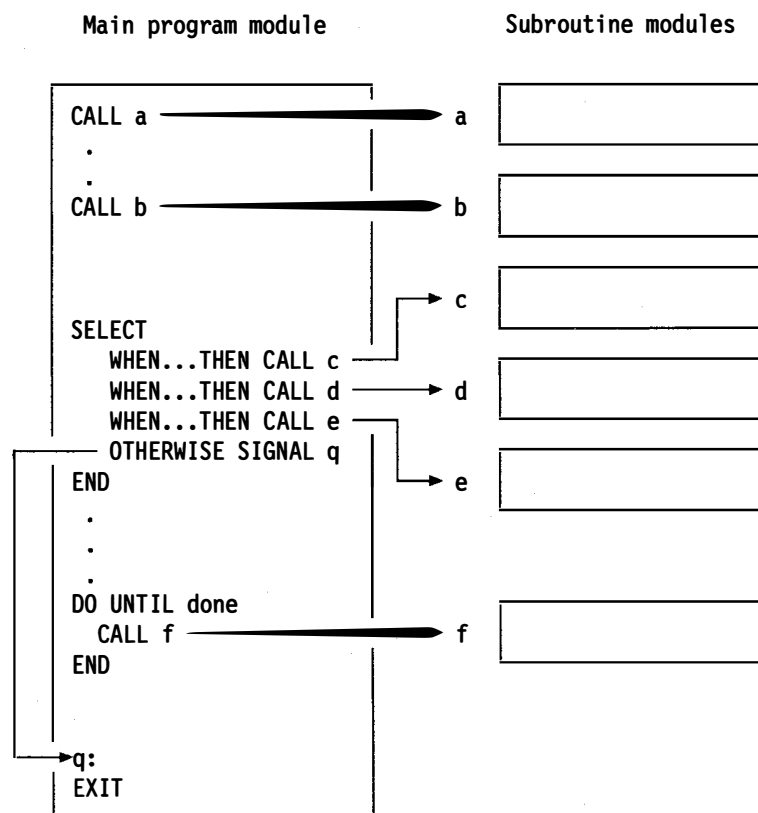 Main program module
Subroutine modules
CALL a
a
.
.
CALL b
b
c
SELECT
WHEN...THEN CALL c
WHEN...THEN CALL d
d
WHEN...THEN CALL e
OTHERWISE SIGNAL q
END
e
.
.
.
DO UNTIL done
CALL f
f
END
q:
EXIT